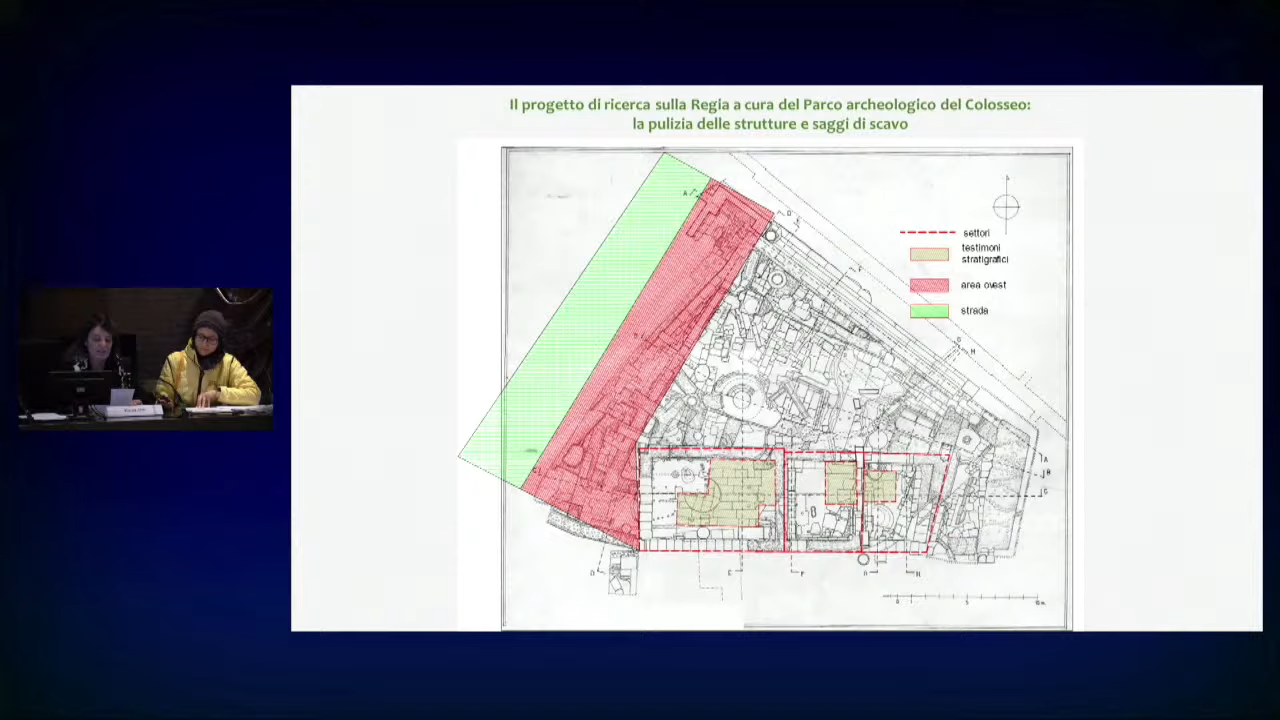 Il progetto di ricerca sulla Regia a cura del Parco archeologico del Colosseo:
la pulizia delle strutture e saggi di scavo
settori
testimoni
stratigrafici
area ovest
strada